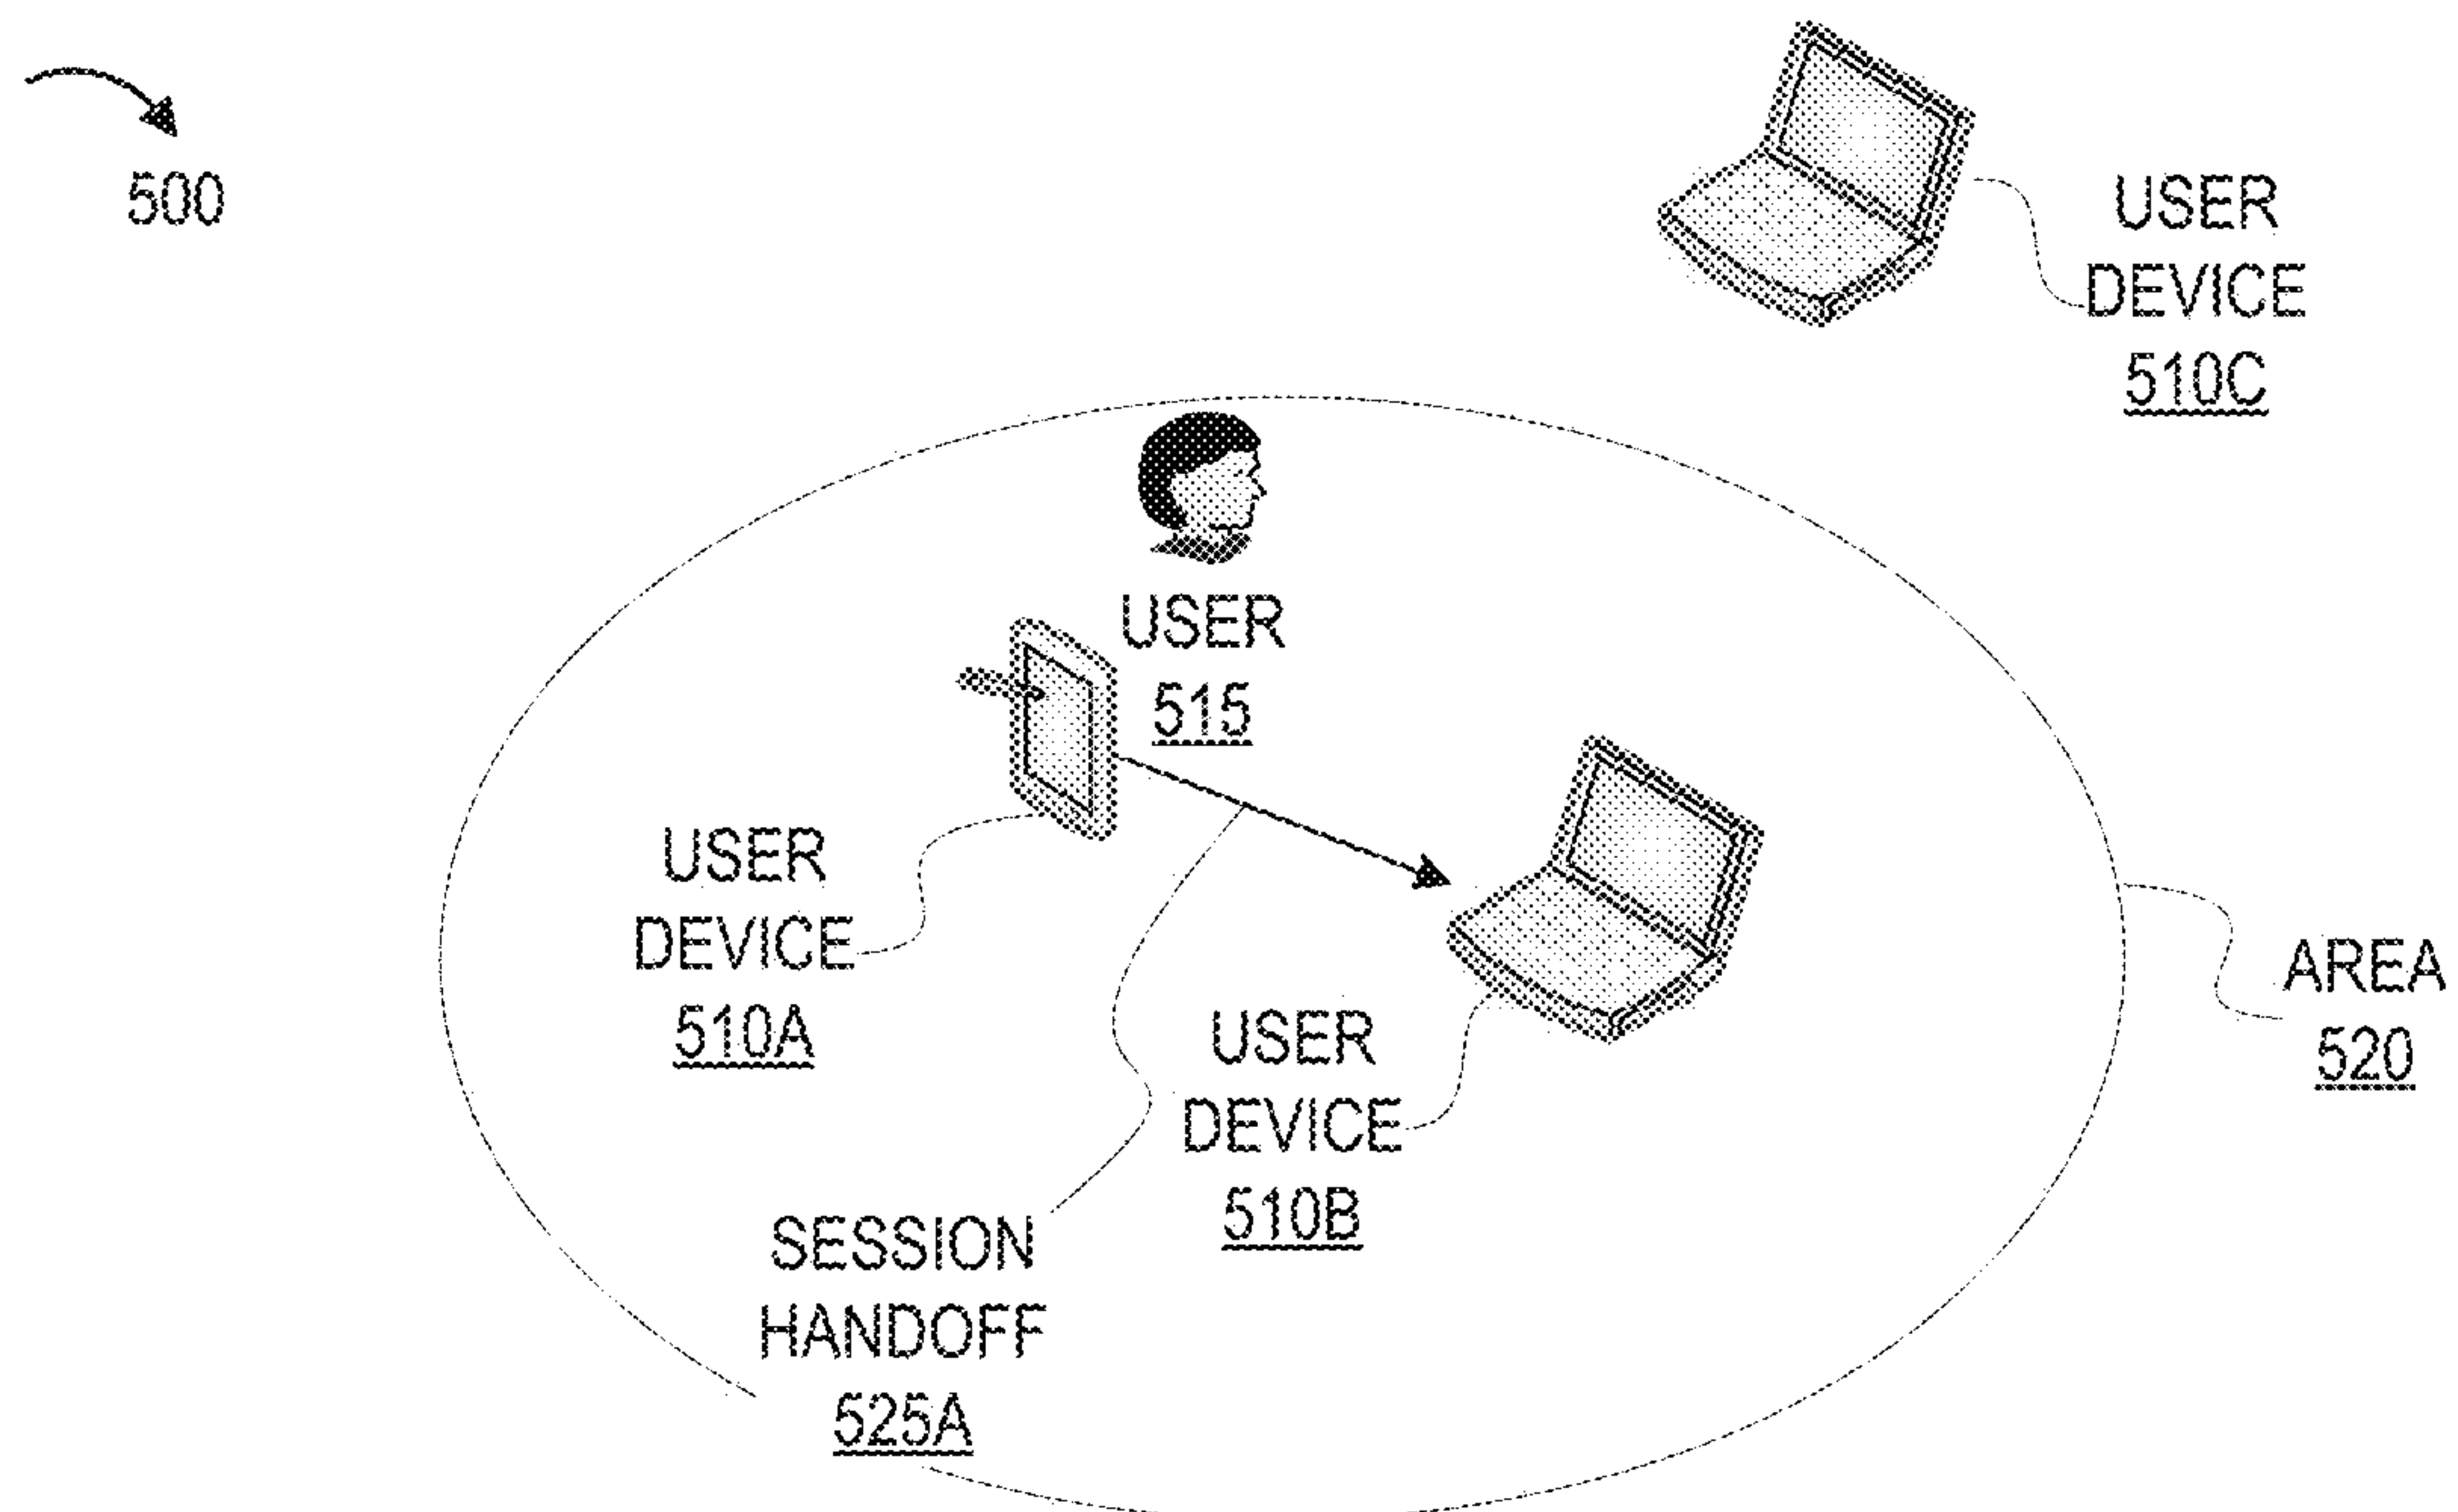 500
USER
DEVICE
510C
USER
515
USER
DEVICE
510A
AREA
520
USER
DEVICE
510B
SESSION
HANDOFF
525A